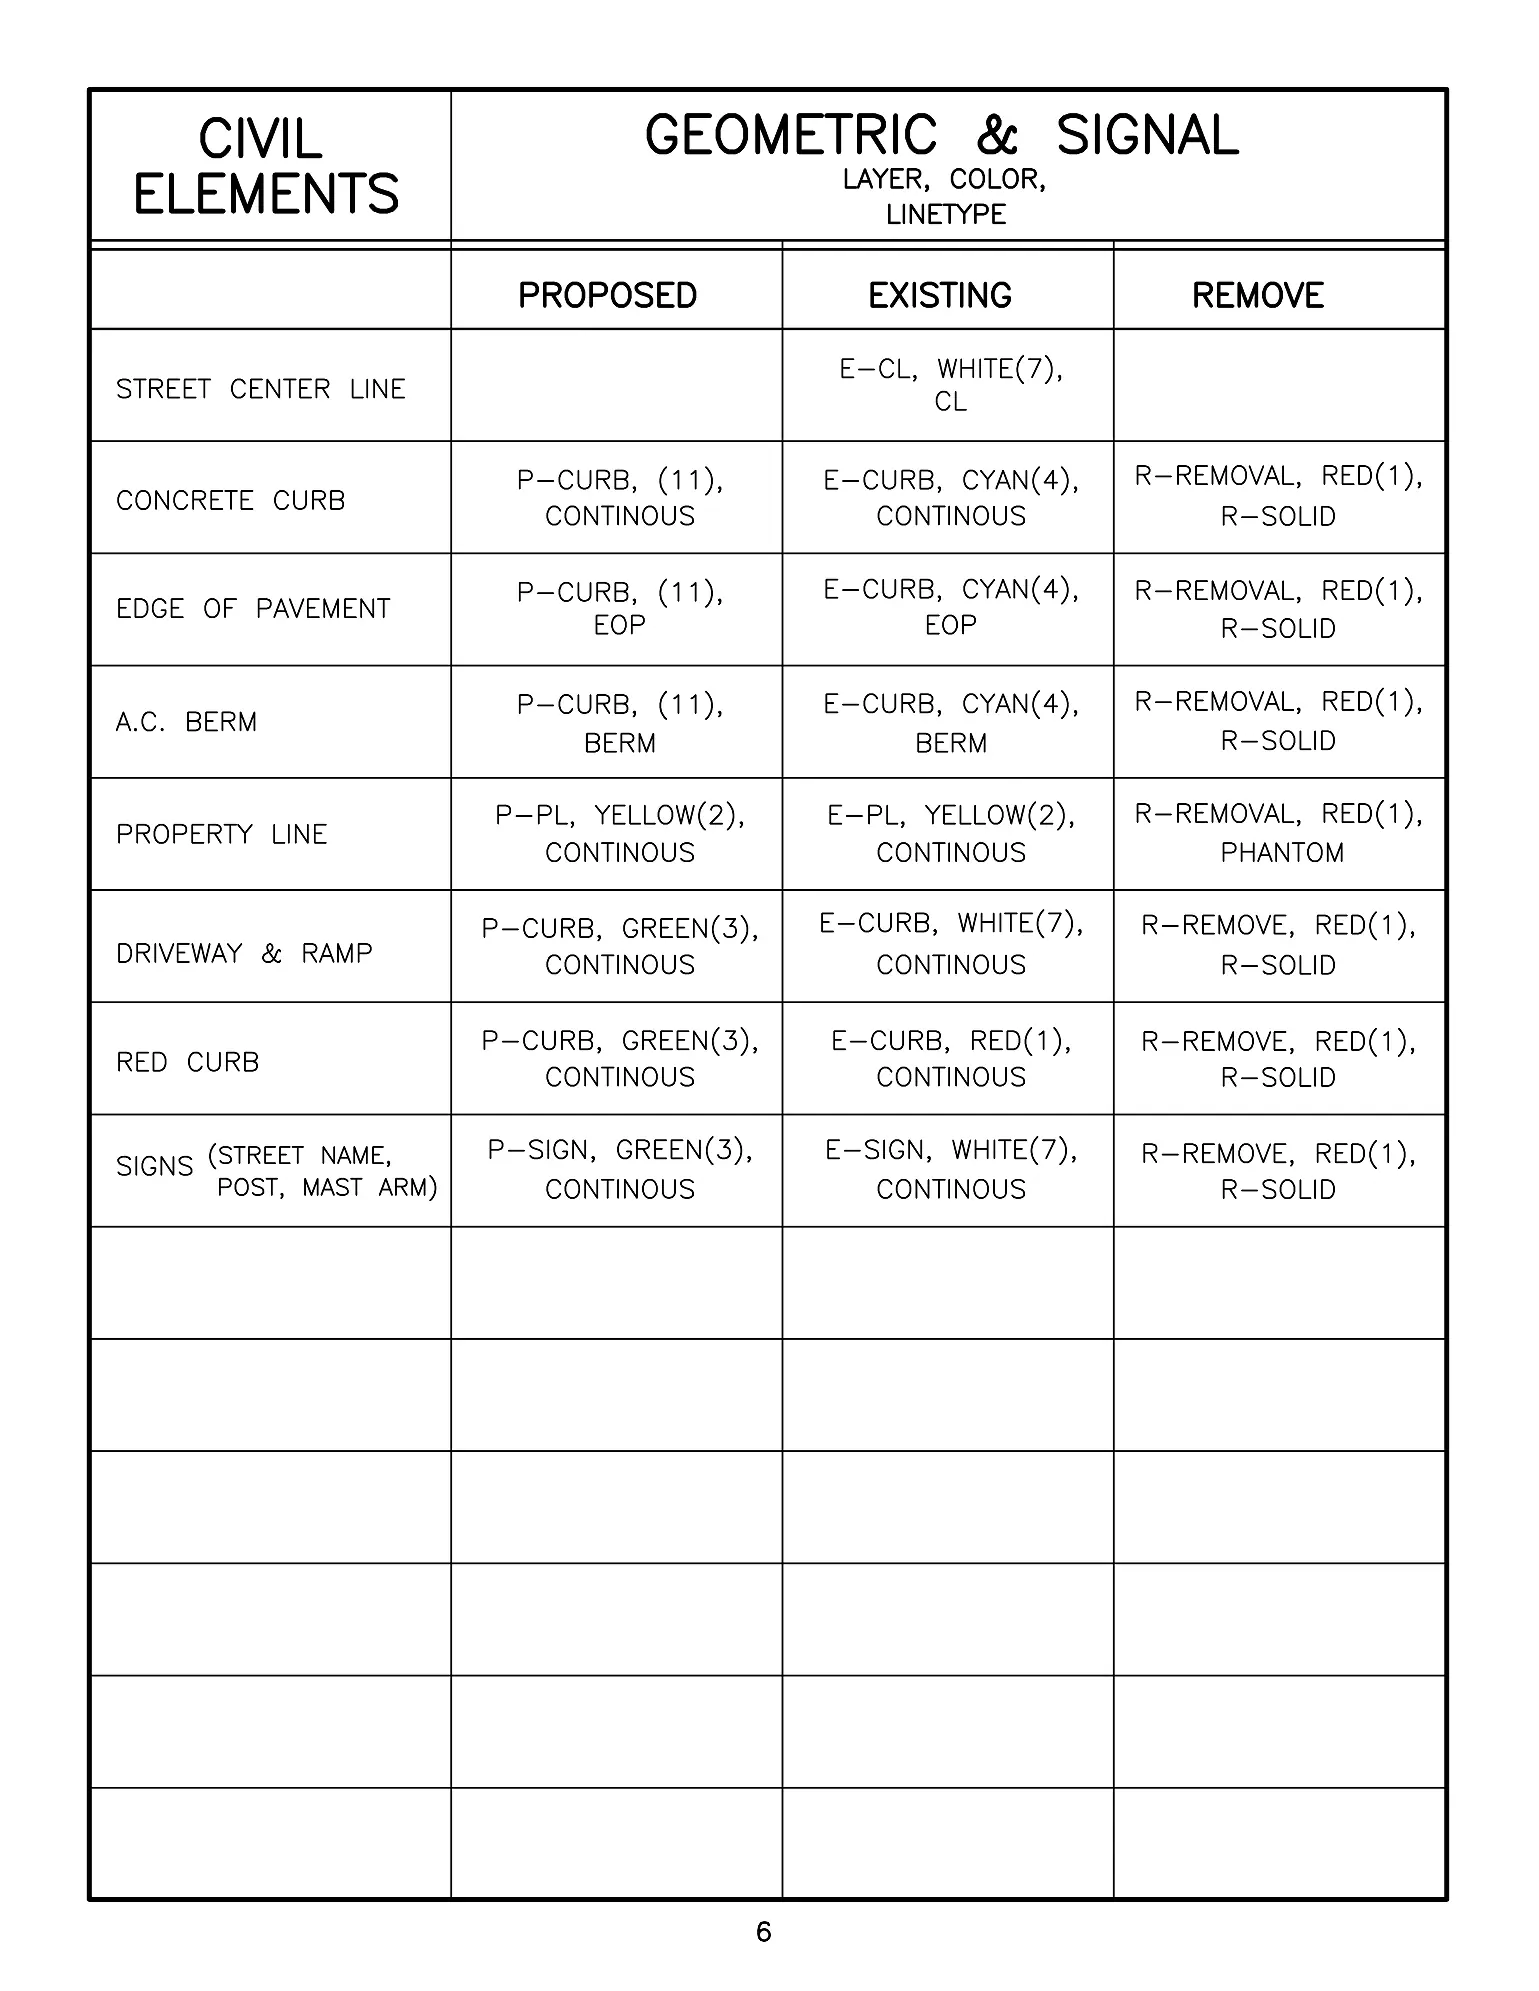 CIVIL
ELEMENTS
GEOMETRIC & SIGNAL
LAYER, COLOR,
LINETYPE
PROPOSED
EXISTING
REMOVE
STREET CENTER LINE
E-CL, WHITE(7),
CL
CONCRETE CURB
P-CURB, (11),
CONTINOUS
E-CURB, CYAN(4),
CONTINOUS
R-REMOVAL, RED(1),
R-SOLID
EDGE OF PAVEMENT
P-CURB, (11),
EOP
E-CURB, CYAN(4),
EOP
R-REMOVAL, RED(1),
R-SOLID
A.C. BERM
P-CURB, (11),
BERM
E-CURB, CYAN(4),
BERM
R-REMOVAL, RED(1),
R-SOLID
PROPERTY LINE
P-PL, YELLOW(2),
CONTINOUS
E-PL, YELLOW(2),
CONTINOUS
R-REMOVAL, RED(1),
PHANTOM
DRIVEWAY & RAMP
P-CURB, GREEN(3),
CONTINOUS
E-CURB, WHITE(7),
CONTINOUS
R-REMOVE, RED(1),
R-SOLID
RED CURB
P-CURB, GREEN(3),
CONTINOUS
E-CURB, RED(1),
CONTINOUS
R-REMOVE, RED(1),
R-SOLID
SIGNS (STREET NAME,
POST, MAST ARM)
P-SIGN, GREEN(3),
CONTINOUS
E-SIGN, WHITE(7),
CONTINOUS
R-REMOVE, RED(1),
R-SOLID
6